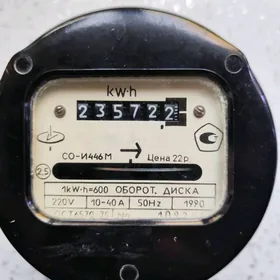 kw·h
235722
СО-И446М
Цена 22р.
2,5
1kW·h=600 ОБОРОТ. ДИСКА
220V 10-40A 50Hz 1990